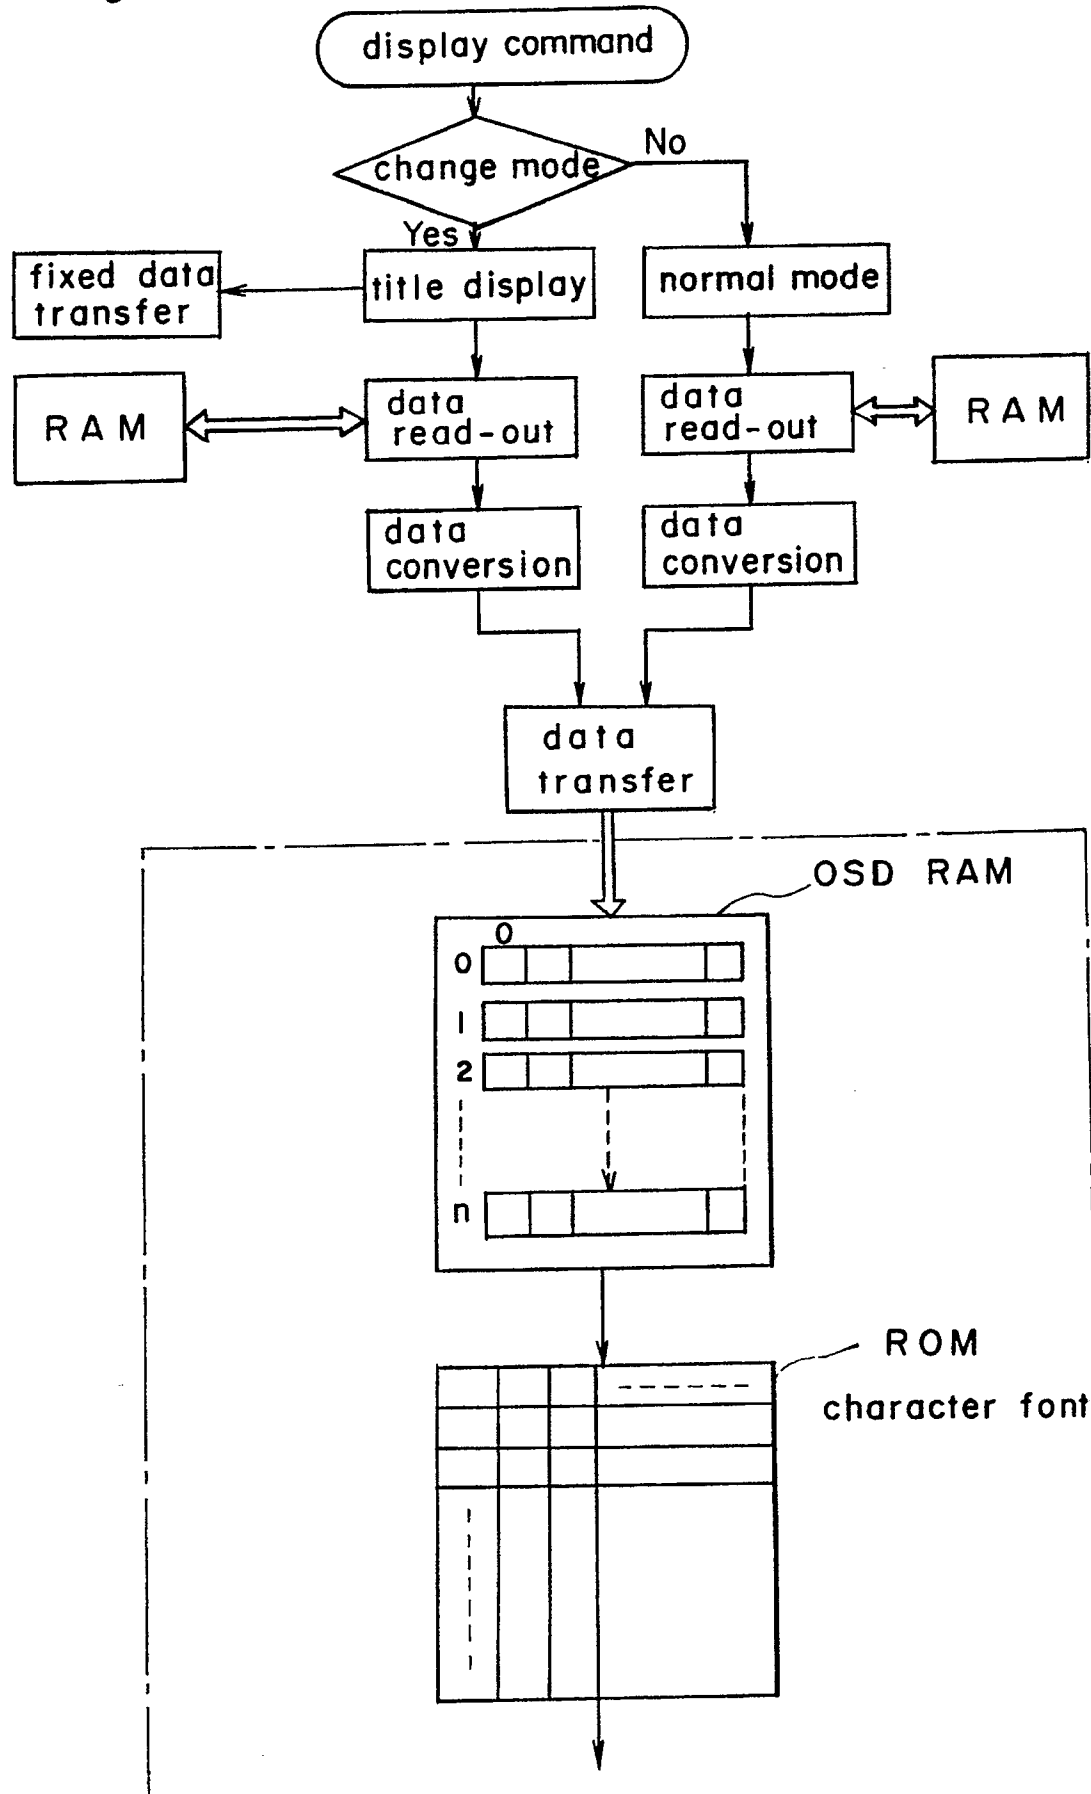 display command
change mode
No
Yes
fixed data
transfer
title display
normal mode
RAM
data
read-out
data
read-out
RAM
data
conversion
data
conversion
data
transfer
OSD RAM
0
0
1
2
n
ROM
character font